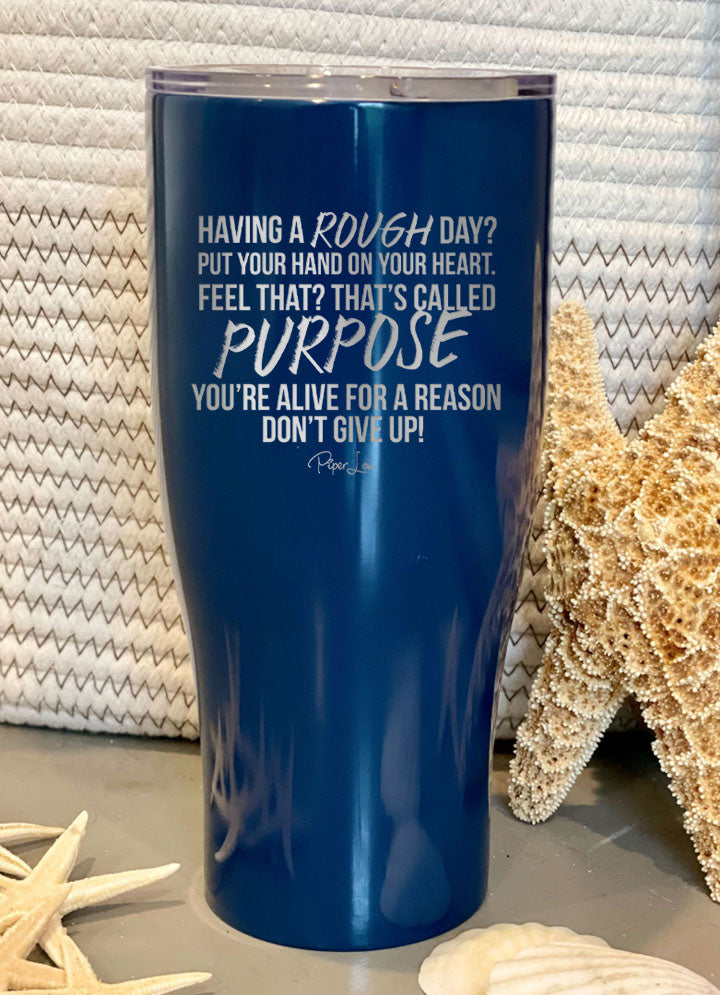 HAVING A ROUGH DAY?
PUT YOUR HAND ON YOUR HEART.
FEEL THAT? THAT'S CALLED
PURPOSE
YOU'RE ALIVE FOR A REASON
DON'T GIVE UP!
Piper Lou